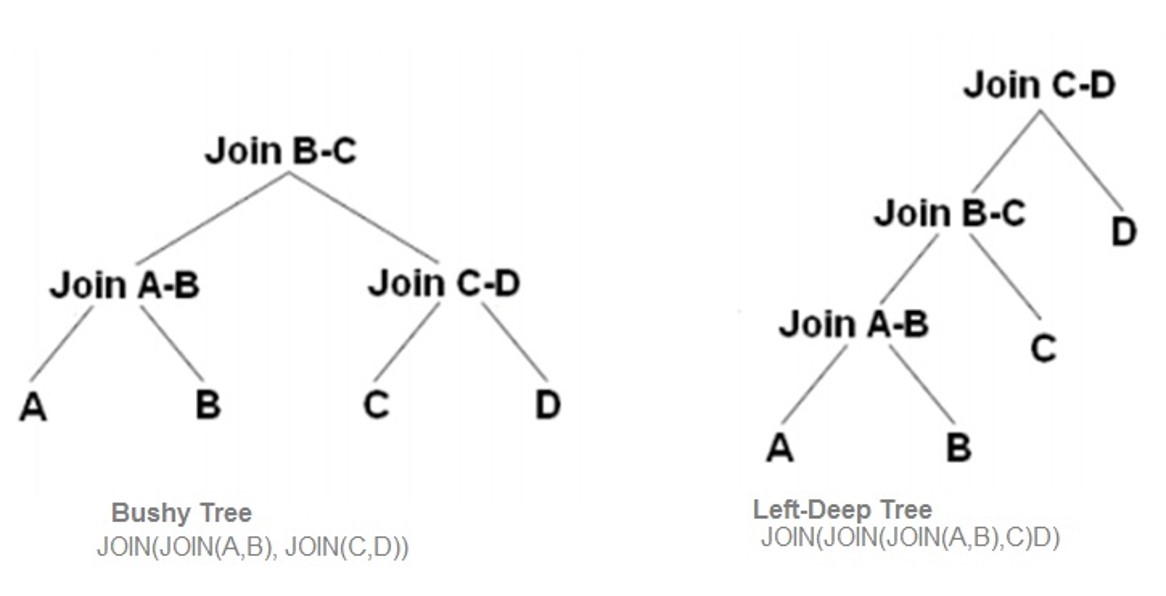 Join B-C
Join A-B
Join C-D
A
B
C
D
Bushy Tree
JOIN(JOIN(A,B), JOIN(C,D))
Join C-D
Join B-C
D
Join A-B
C
A
B
Left-Deep Tree
JOIN(JOIN(JOIN(A,B),C)D)